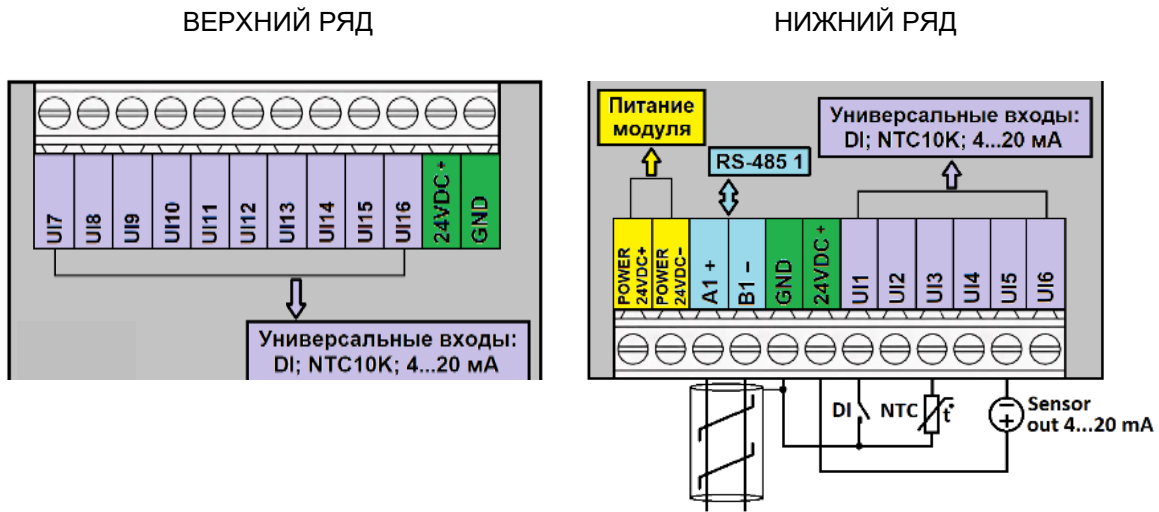 ВЕРХНИЙ РЯД
UI7
UI8
UI9
UI10
UI11
UI12
UI13
UI14
UI15
UI16
24VDC +
GND
Универсальные входы:
DI; NTC10K; 4...20 мА
НИЖНИЙ РЯД
Питание
модуля
RS-485 1
Универсальные входы:
DI; NTC10K; 4...20 мА
POWER
24VDC+
POWER
24VDC-
A1 +
B1 -
GND
24VDC +
UI1
UI2
UI3
UI4
UI5
UI6
DI
NTC
t
Sensor
out 4...20 mA